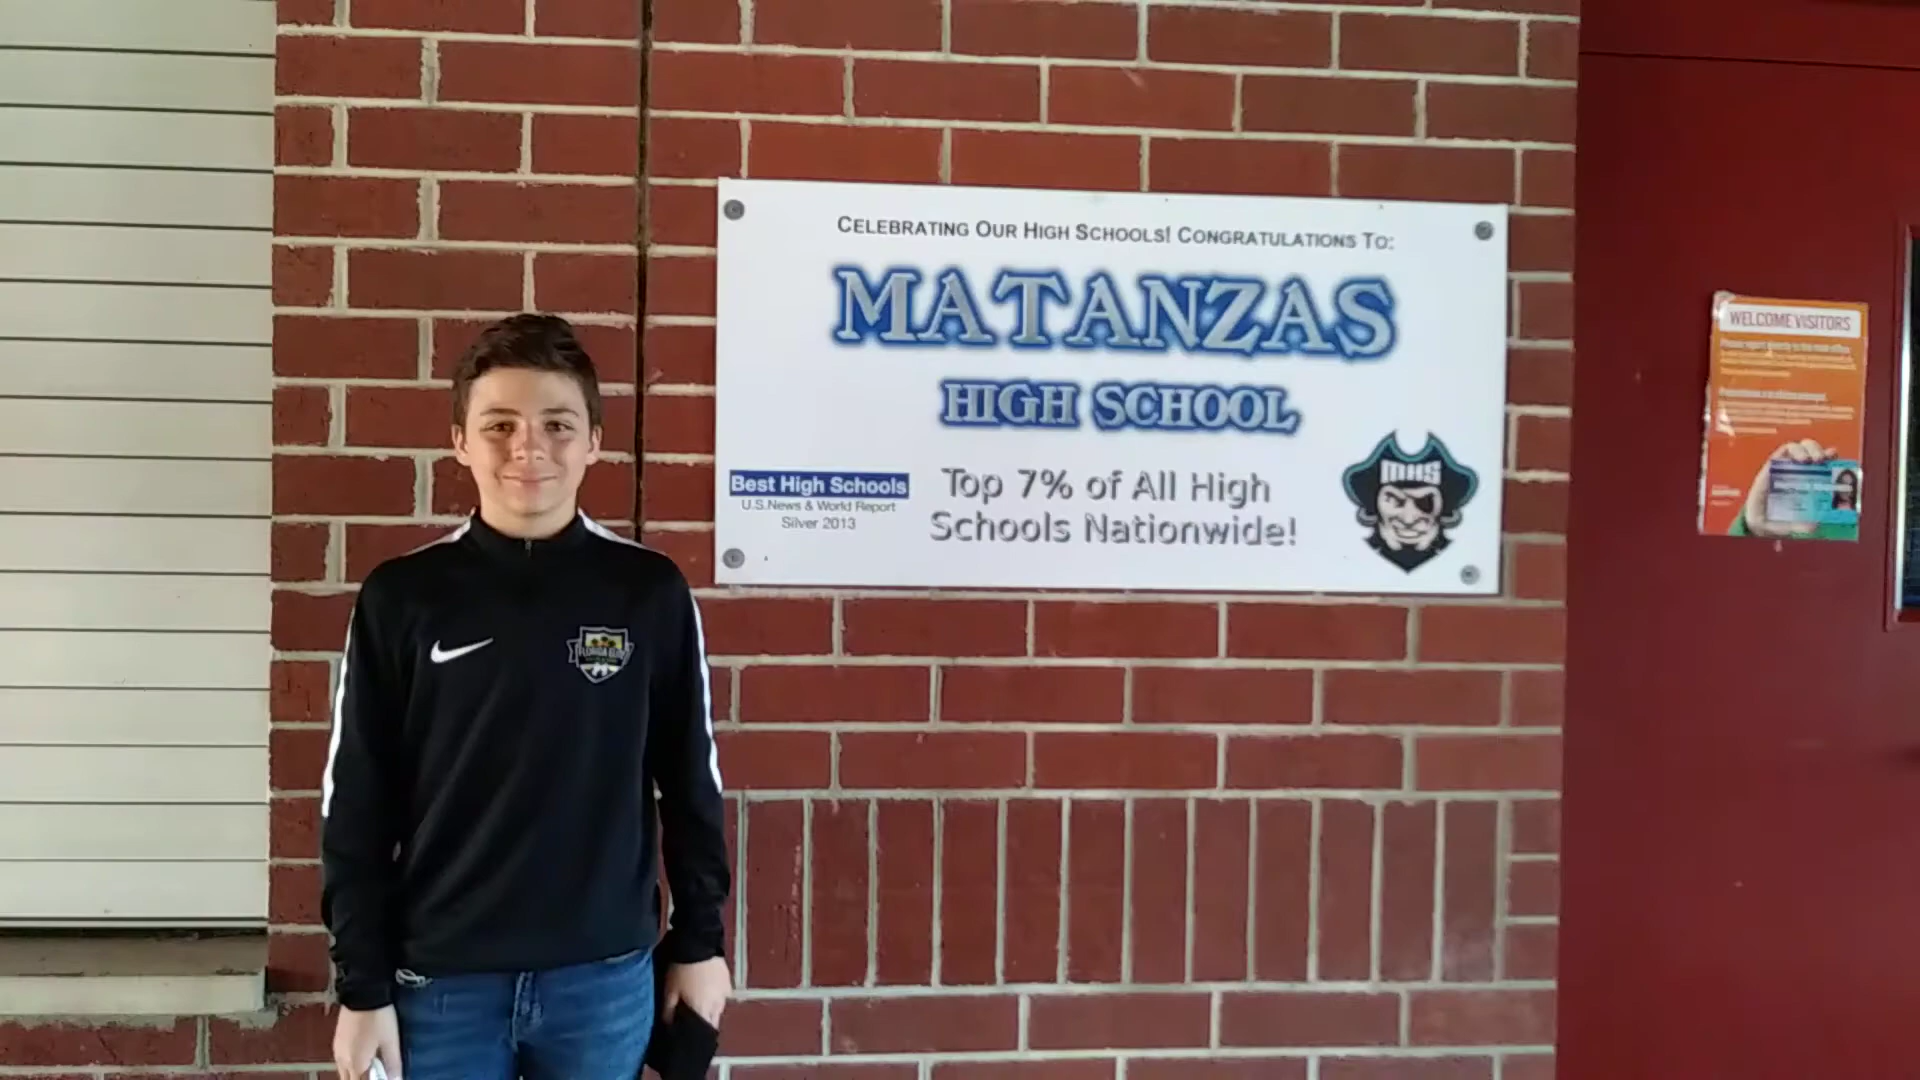 CELEBRATING OUR HIGH SCHOOLS! CONGRATULATIONS TO:
MATANZAS
HIGH SCHOOL
Best High Schools
U.S.News & World Report
Silver 2013
Top 7% of All High
Schools Nationwide!
MHS
WELCOME VISITORS
FLORIDA